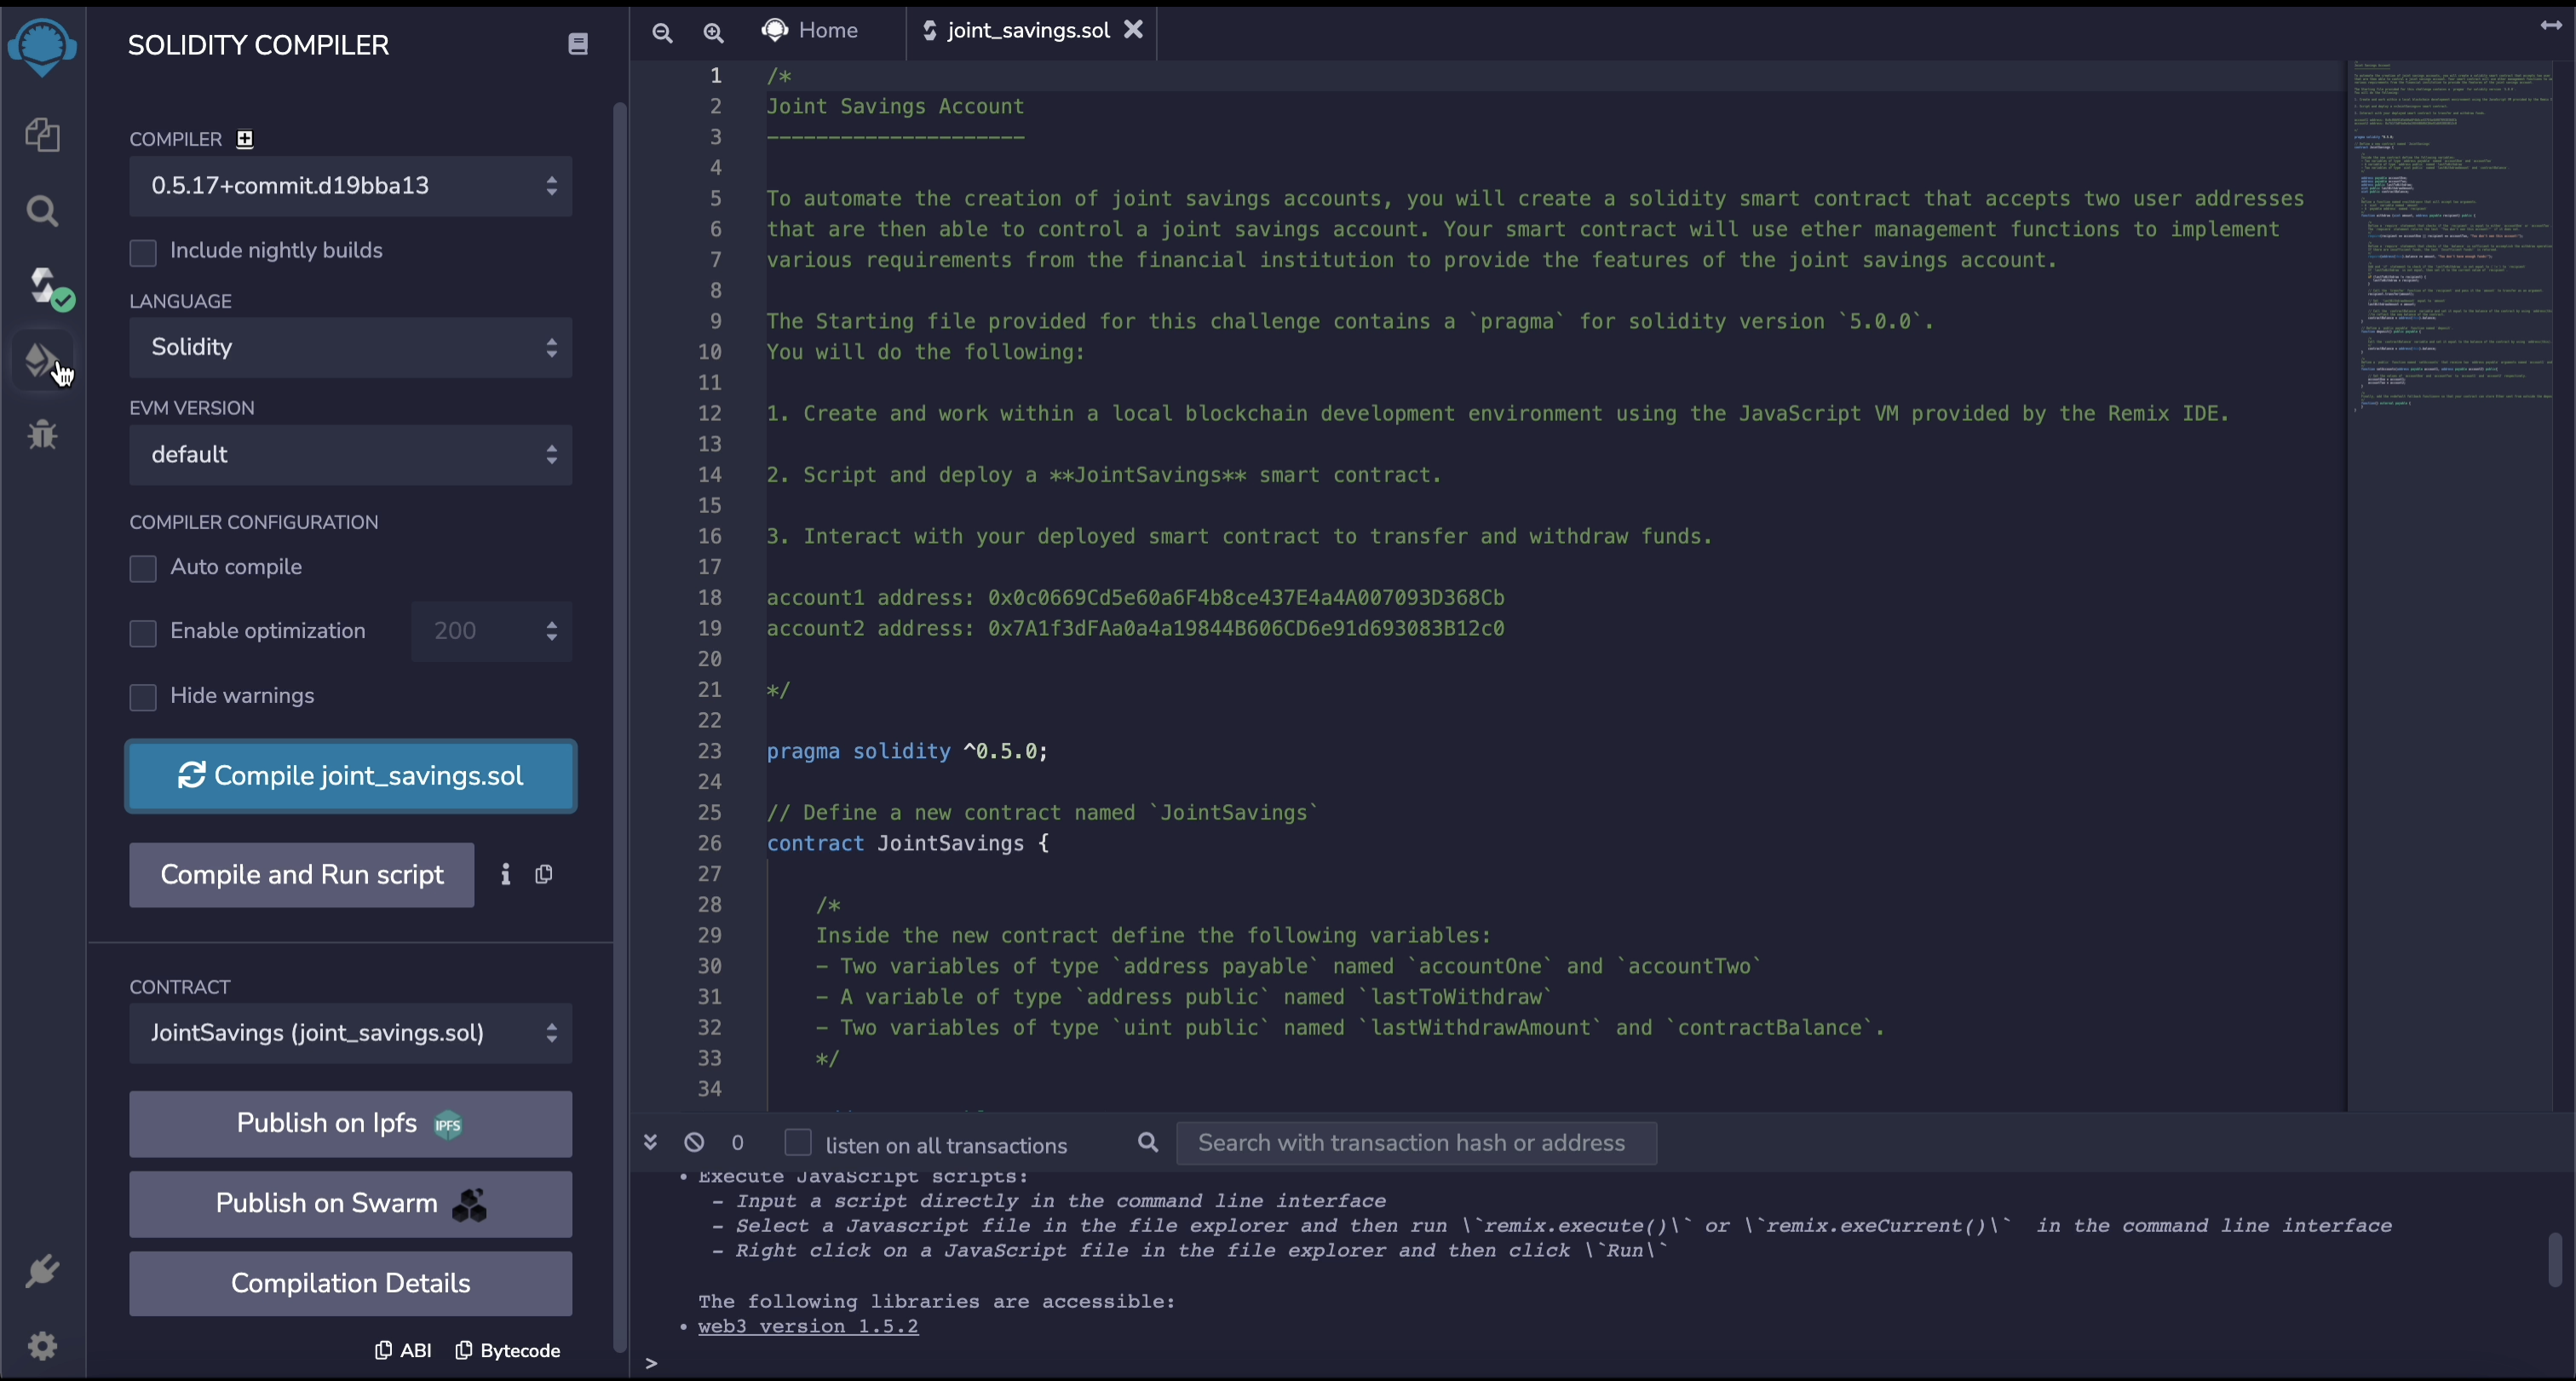 SOLIDITY COMPILER
COMPILER
0.5.17+commit.d19bba13
Include nightly builds
LANGUAGE
Solidity
EVM VERSION
default
COMPILER CONFIGURATION
Auto compile
Enable optimization
200
Hide warnings
Compile joint_savings.sol
Compile and Run script
CONTRACT
JointSavings (joint_savings.sol)
Publish on Ipfs IPFS
Publish on Swarm
Compilation Details
ABI Bytecode
Home joint_savings.sol
1 /*
2 Joint Savings Account
3 ---------------------
4
5 To automate the creation of joint savings accounts, you will create a solidity smart contract that accepts two user addresses
6 that are then able to control a joint savings account. Your smart contract will use ether management functions to implement
7 various requirements from the financial institution to provide the features of the joint savings account.
8
9 The Starting file provided for this challenge contains a `pragma` for solidity version `5.0.0`.
10 You will do the following:
11
12 1. Create and work within a local blockchain development environment using the JavaScript VM provided by the Remix IDE.
13
14 2. Script and deploy a **JointSavings** smart contract.
15
16 3. Interact with your deployed smart contract to transfer and withdraw funds.
17
18 account1 address: 0x0c0669Cd5e60a6F4b8ce437E4a4A007093D368Cb
19 account2 address: 0x7A1f3dFAa0a4a19844B606CD6e91d693083B12c0
20
21 */
22
23 pragma solidity ^0.5.0;
24
25 // Define a new contract named `JointSavings`
26 contract JointSavings {
27
28 /*
29 Inside the new contract define the following variables:
30 - Two variables of type `address payable` named `accountOne` and `accountTwo`
31 - A variable of type `address public` named `lastToWithdraw`
32 - Two variables of type `uint public` named `lastWithdrawAmount` and `contractBalance`.
33 */
34
0 listen on all transactions Search with transaction hash or address
• Execute JavaScript scripts:
- Input a script directly in the command line interface
- Select a Javascript file in the file explorer and then run \`remix.execute()\` or \`remix.exeCurrent()\` in the command line interface
- Right click on a JavaScript file in the file explorer and then click \`Run\`
The following libraries are accessible:
• web3 version 1.5.2
>